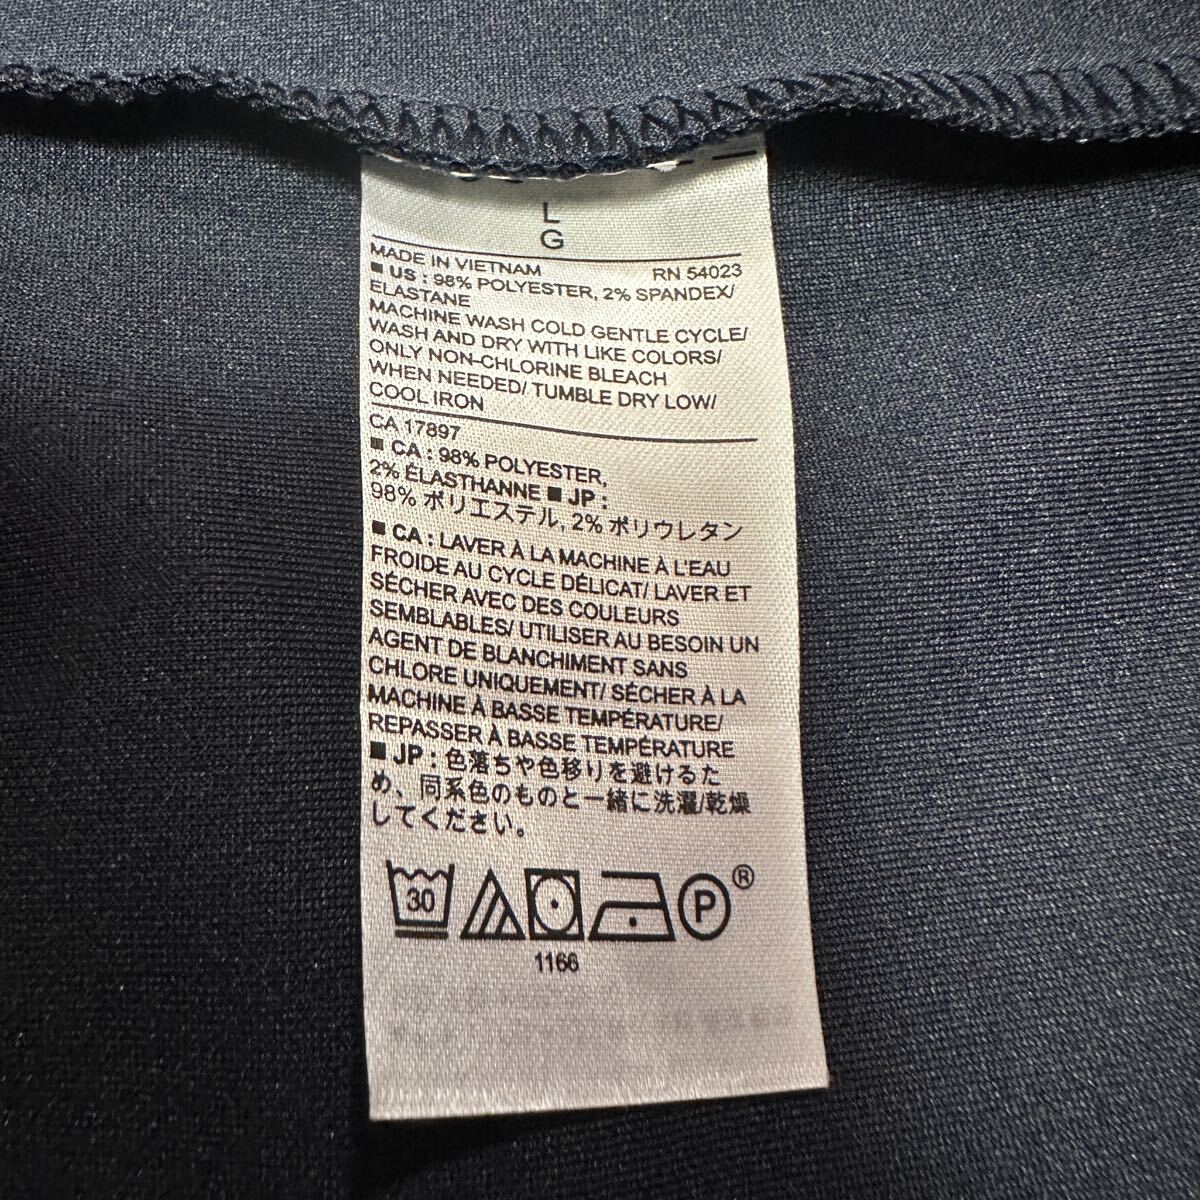 L
G
MADE IN VIETNAM RN 54023
■ US : 98% POLYESTER, 2% SPANDEX/
ELASTANE
MACHINE WASH COLD GENTLE CYCLE/
WASH AND DRY WITH LIKE COLORS/
ONLY NON-CHLORINE BLEACH
WHEN NEEDED/ TUMBLE DRY LOW/
COOL IRON
CA 17897
■ CA : 98% POLYESTER,
2% ÉLASTHANNE ■ JP :
98% ポリエステル, 2% ポリウレタン
■ CA : LAVER À LA MACHINE À L'EAU
FROIDE AU CYCLE DÉLICAT/ LAVER ET
SÉCHER AVEC DES COULEURS
SEMBLABLES/ UTILISER AU BESOIN UN
AGENT DE BLANCHIMENT SANS
CHLORE UNIQUEMENT/ SÉCHER À LA
MACHINE À BASSE TEMPÉRATURE/
REPASSER À BASSE TEMPÉRATURE
■ JP : 色落ちや色移りを避けるた
め、同系色のものと一緒に洗濯/乾燥
してください。
30 P ®
1166